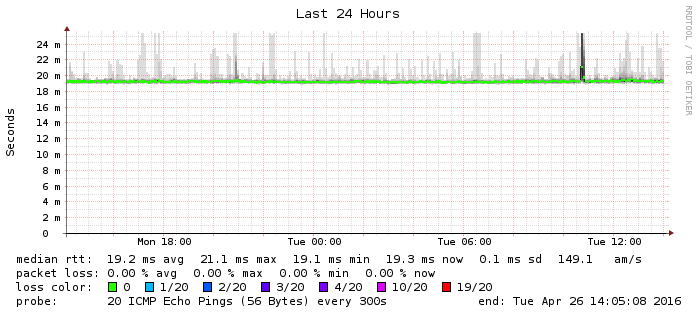 Last 24 Hours
RRDTOOL / TOBI OETIKER
Seconds
24 m
22 m
20 m
18 m
16 m
14 m
12 m
10 m
8 m
6 m
4 m
2 m
0
Mon 18:00 Tue 00:00 Tue 06:00 Tue 12:00
median rtt: 19.2 ms avg 21.1 ms max 19.1 ms min 19.3 ms now 0.1 ms sd 149.1 am/s
packet loss: 0.00 % avg 0.00 % max 0.00 % min 0.00 % now
loss color: 0 1/20 2/20 3/20 4/20 10/20 19/20
probe: 20 ICMP Echo Pings (56 Bytes) every 300s end: Tue Apr 26 14:05:08 2016